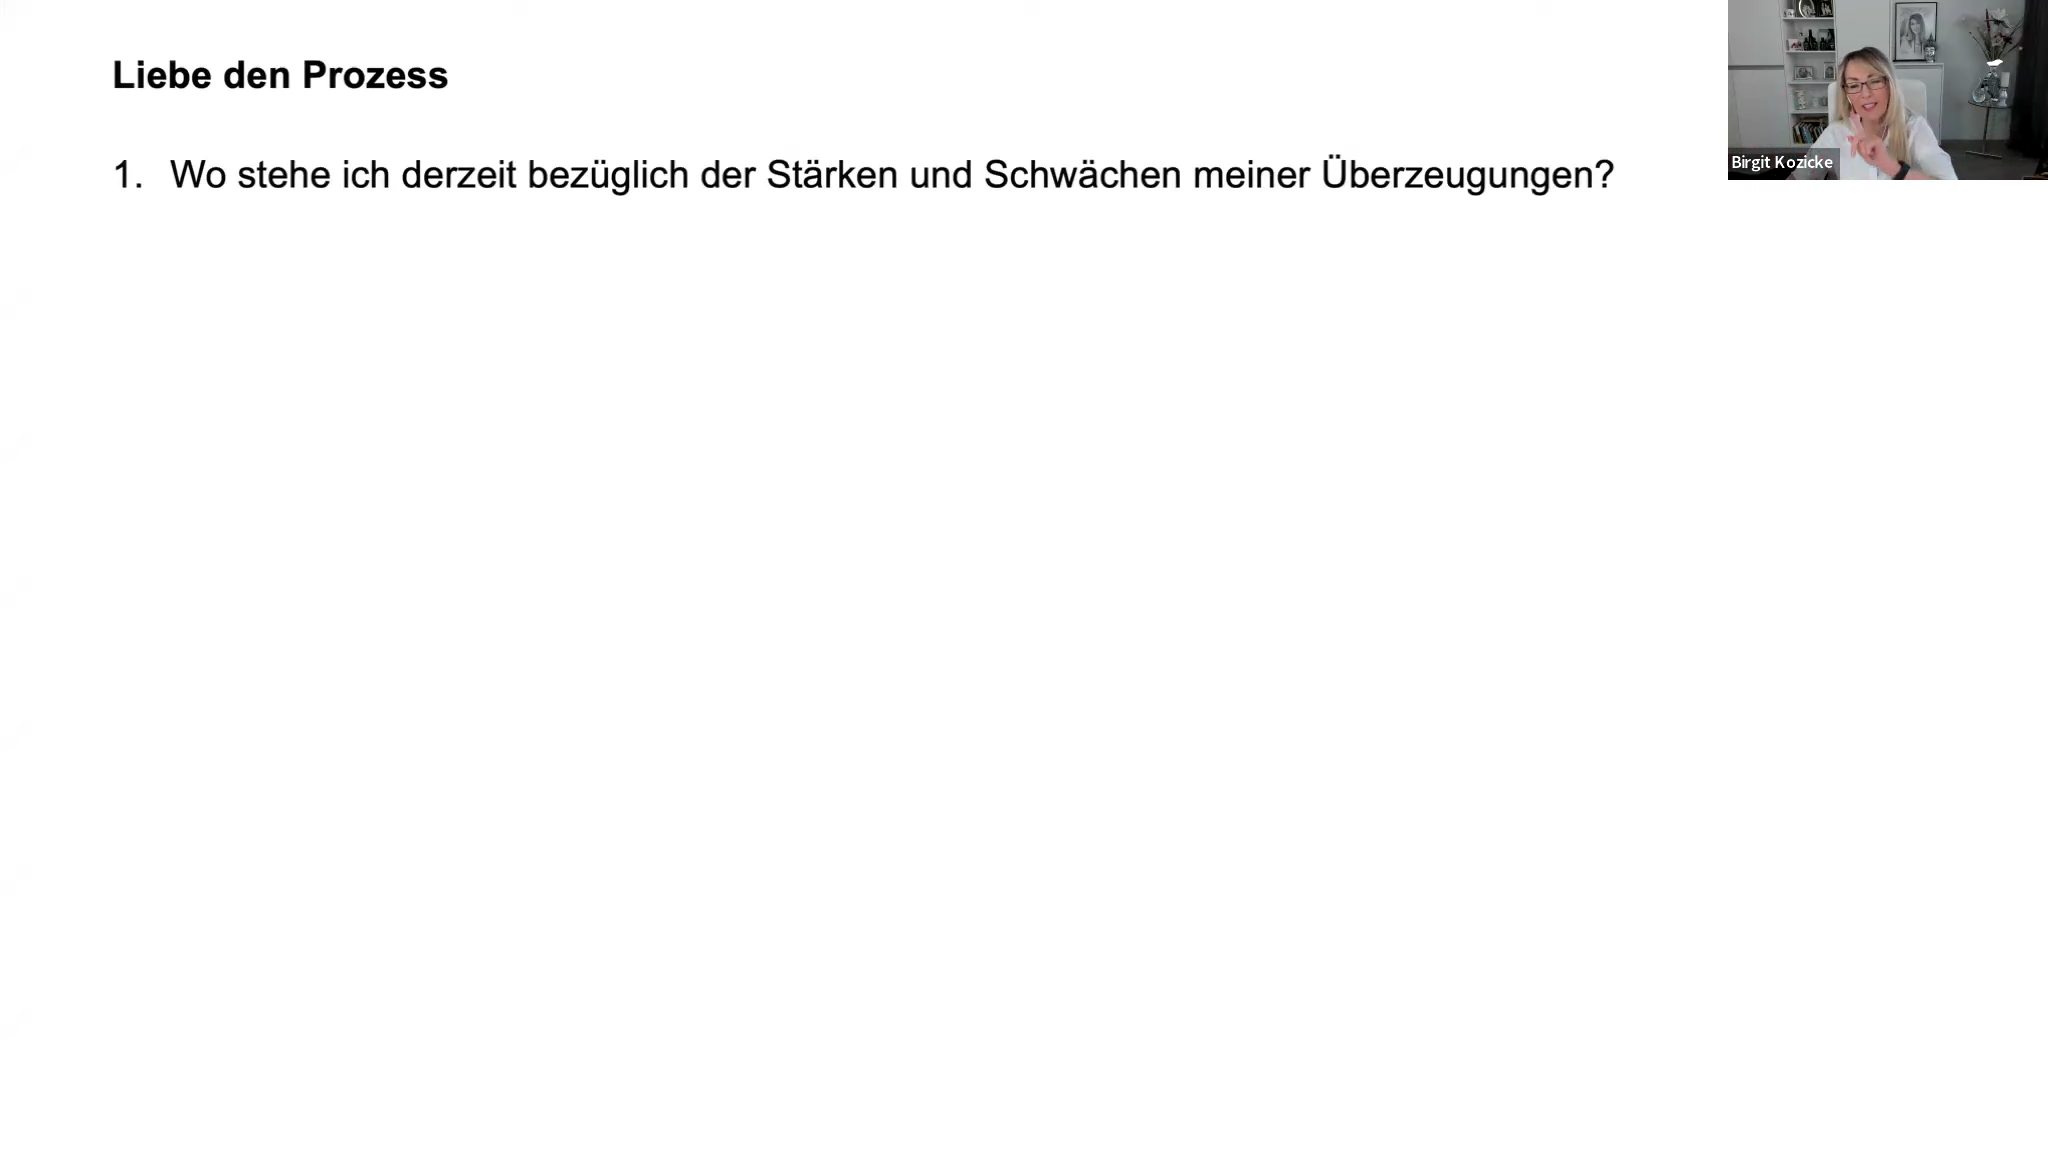 Liebe den Prozess
1. Wo stehe ich derzeit bezüglich der Stärken und Schwächen meiner Überzeugungen?
Birgit Kozicke